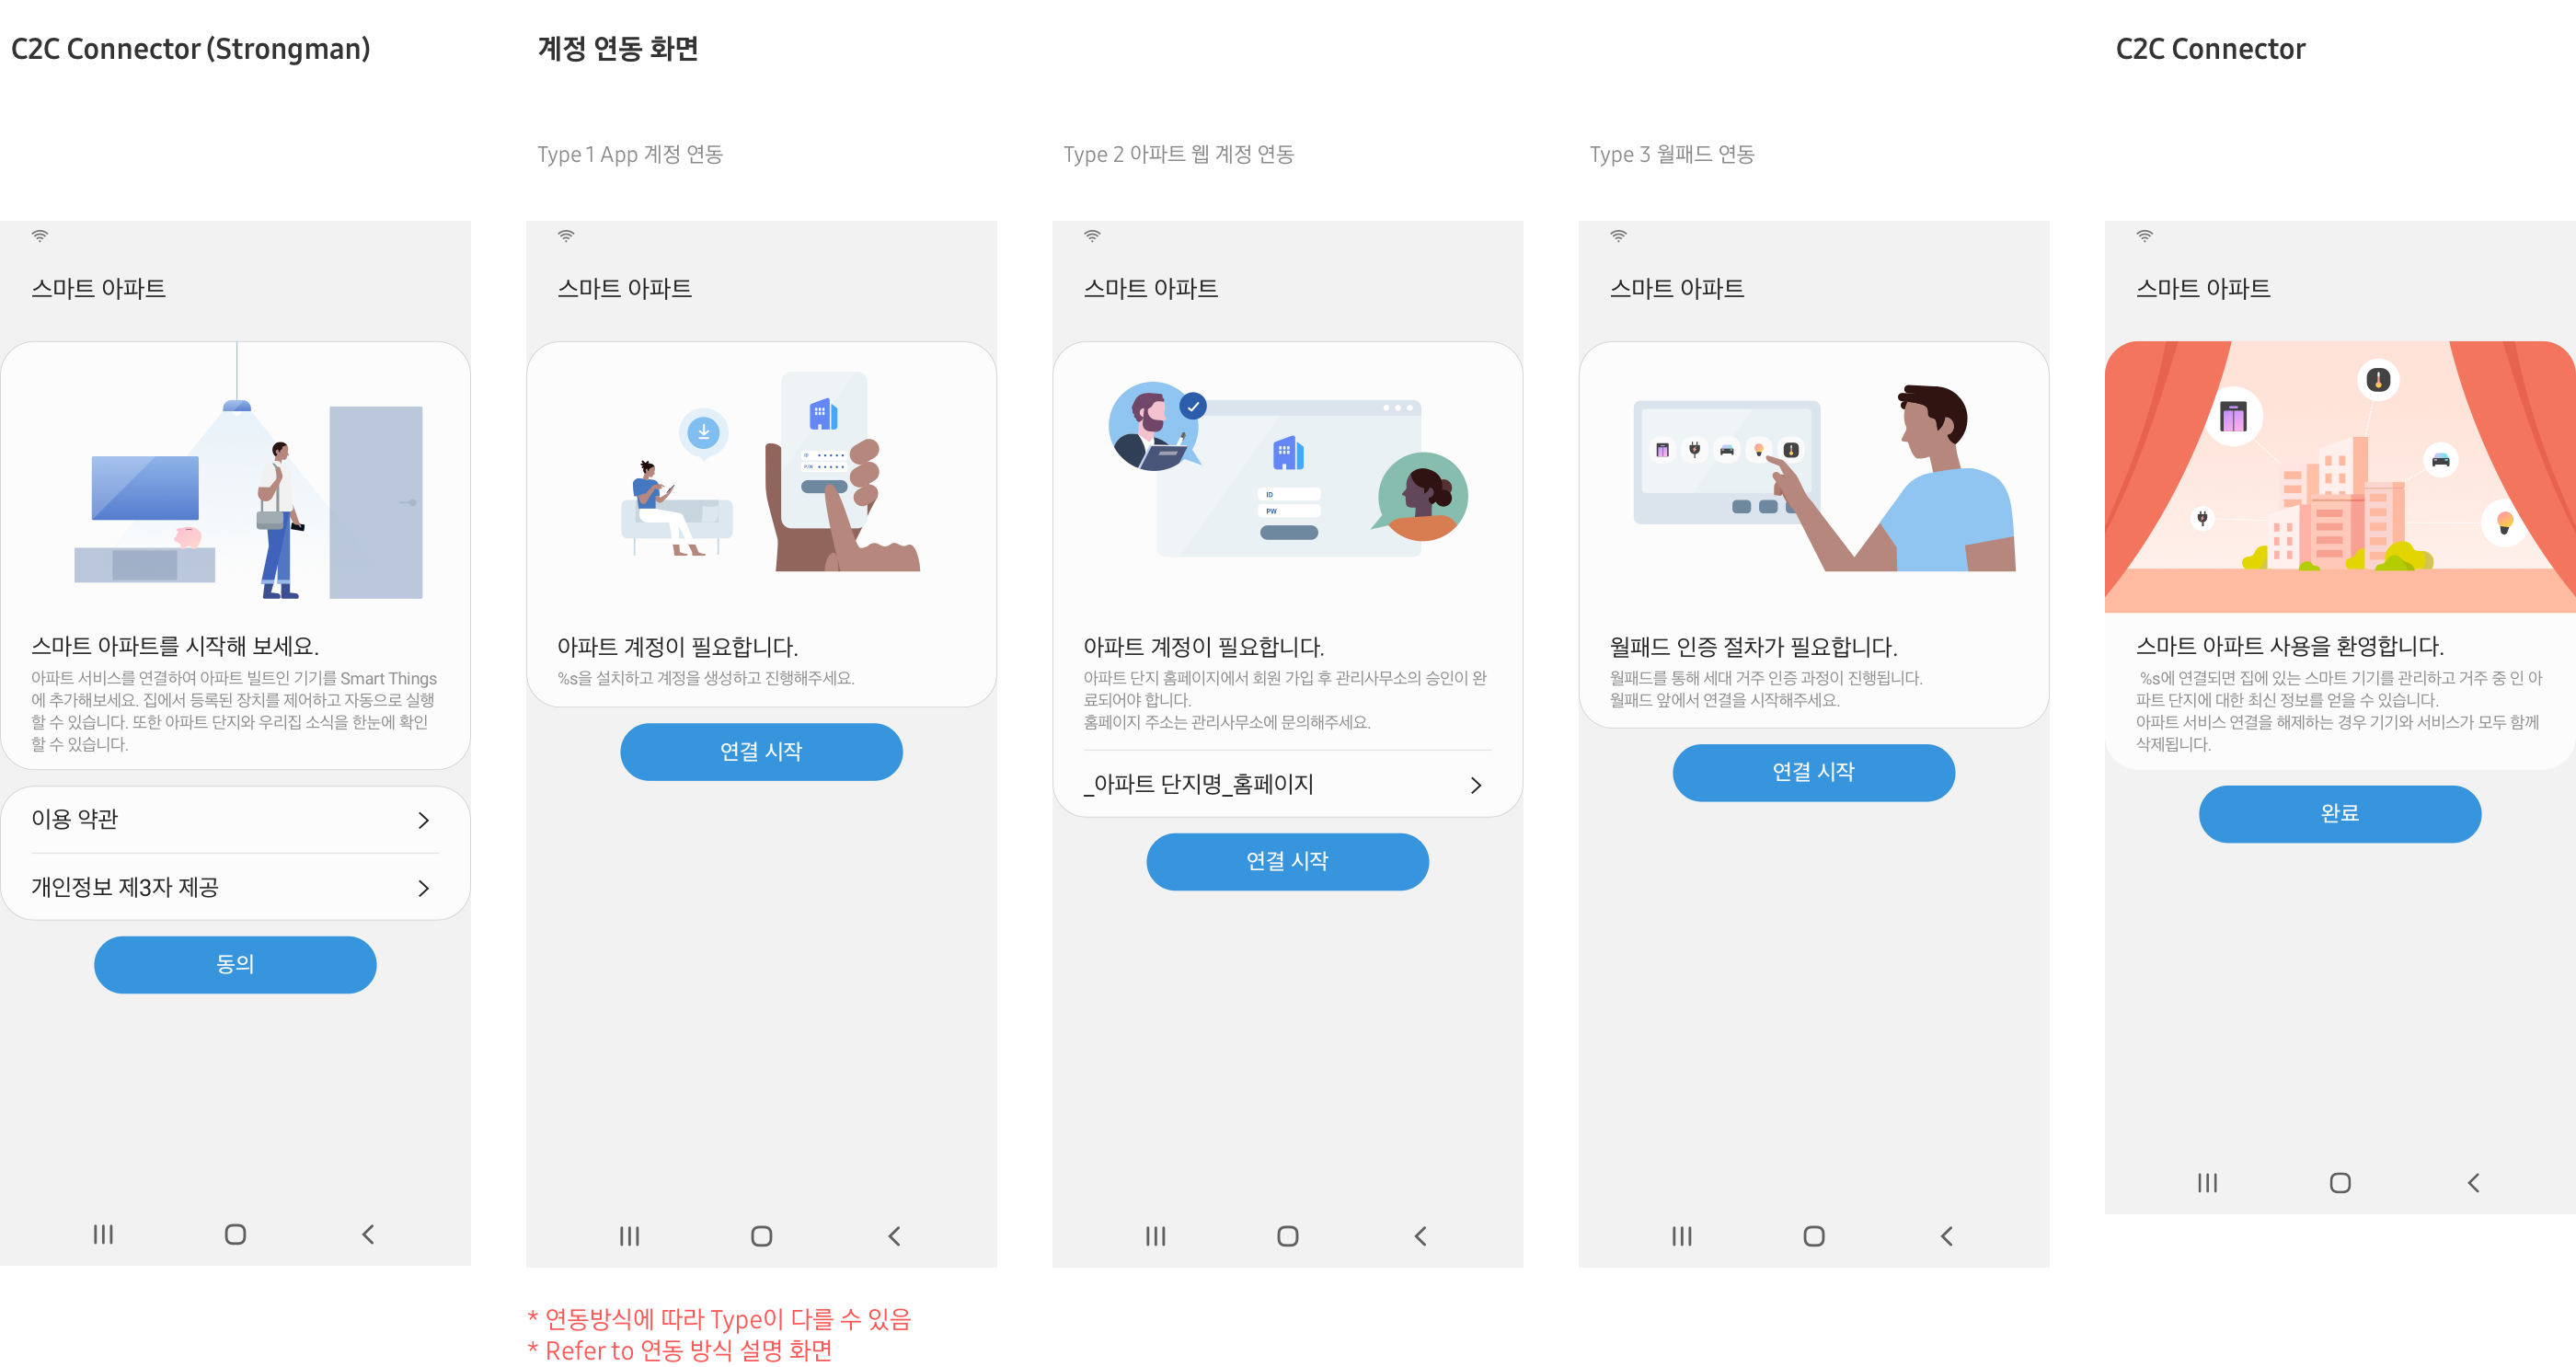 C2C Connector (Strongman)
계정 연동 화면
C2C Connector
Type 1 App 계정 연동
Type 2 아파트 웹 계정 연동
Type 3 월패드 연동
스마트 아파트
스마트 아파트를 시작해 보세요.
아파트 서비스를 연결하여 아파트 빌트인 기기를 Smart Things
에 추가해보세요. 집에서 등록된 장치를 제어하고 자동으로 실행
할 수 있습니다. 또한 아파트 단지와 우리집 소식을 한눈에 확인
할 수 있습니다.
이용 약관
개인정보 제3자 제공
동의
스마트 아파트
ID
P/W
아파트 계정이 필요합니다.
%s을 설치하고 계정을 생성하고 진행해주세요.
연결 시작
스마트 아파트
ID
PW
아파트 계정이 필요합니다.
아파트 단지 홈페이지에서 회원 가입 후 관리사무소의 승인이 완
료되어야 합니다.
홈페이지 주소는 관리사무소에 문의해주세요.
_아파트 단지명_홈페이지
연결 시작
스마트 아파트
월패드 인증 절차가 필요합니다.
월패드를 통해 세대 거주 인증 과정이 진행됩니다.
월패드 앞에서 연결을 시작해주세요.
연결 시작
스마트 아파트
스마트 아파트 사용을 환영합니다.
%s에 연결되면 집에 있는 스마트 기기를 관리하고 거주 중 인 아
파트 단지에 대한 최신 정보를 얻을 수 있습니다.
아파트 서비스 연결을 해제하는 경우 기기와 서비스가 모두 함께
삭제됩니다.
완료
* 연동방식에 따라 Type이 다를 수 있음
* Refer to 연동 방식 설명 화면